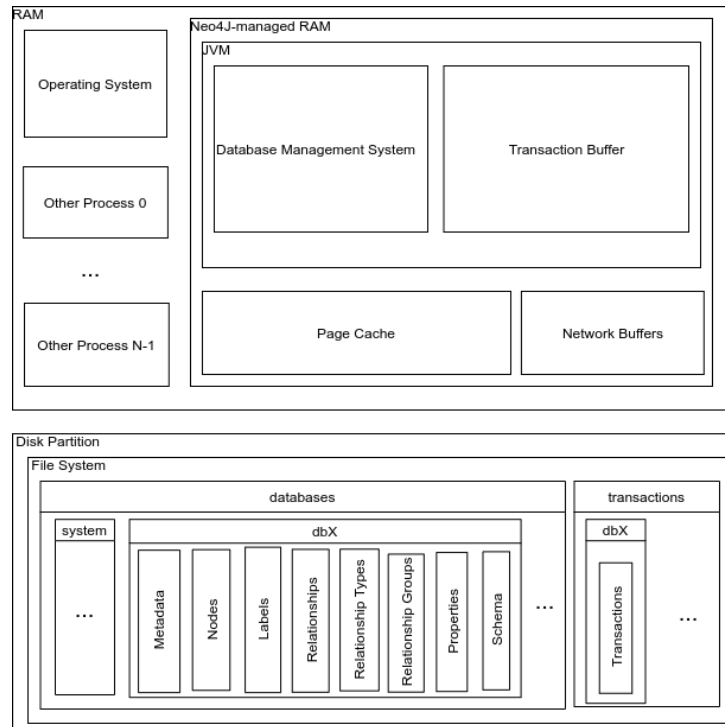 RAM
Neo4J-managed RAM
JVM
Operating System
Database Management System
Transaction Buffer
Other Process 0
...
Other Process N-1
Page Cache
Network Buffers
Disk Partition
File System
databases
transactions
system
dbX
dbX
...
Metadata
Nodes
Labels
Relationships
Relationship Types
Relationship Groups
Properties
Schema
...
Transactions
...